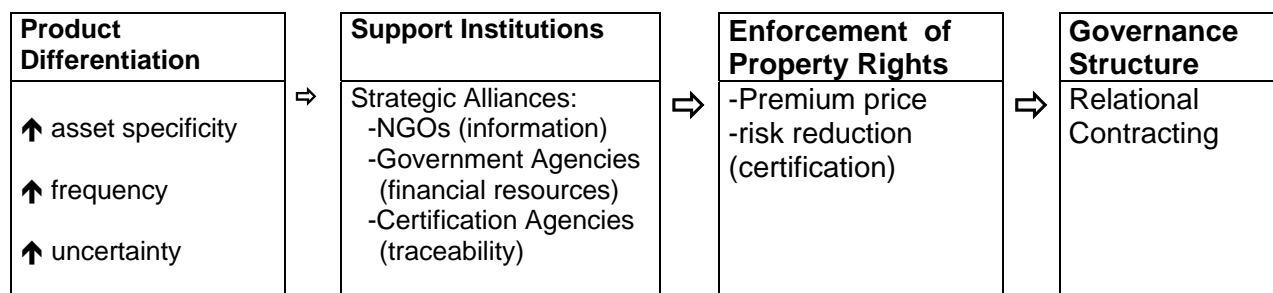 Product
Differentiation
↑ asset specificity
↑ frequency
↑ uncertainty
⇨
Support Institutions
Strategic Alliances:
-NGOs (information)
-Government Agencies
(financial resources)
-Certification Agencies
(traceability)
⇨
Enforcement of
Property Rights
-Premium price
-risk reduction
(certification)
⇨
Governance
Structure
Relational
Contracting